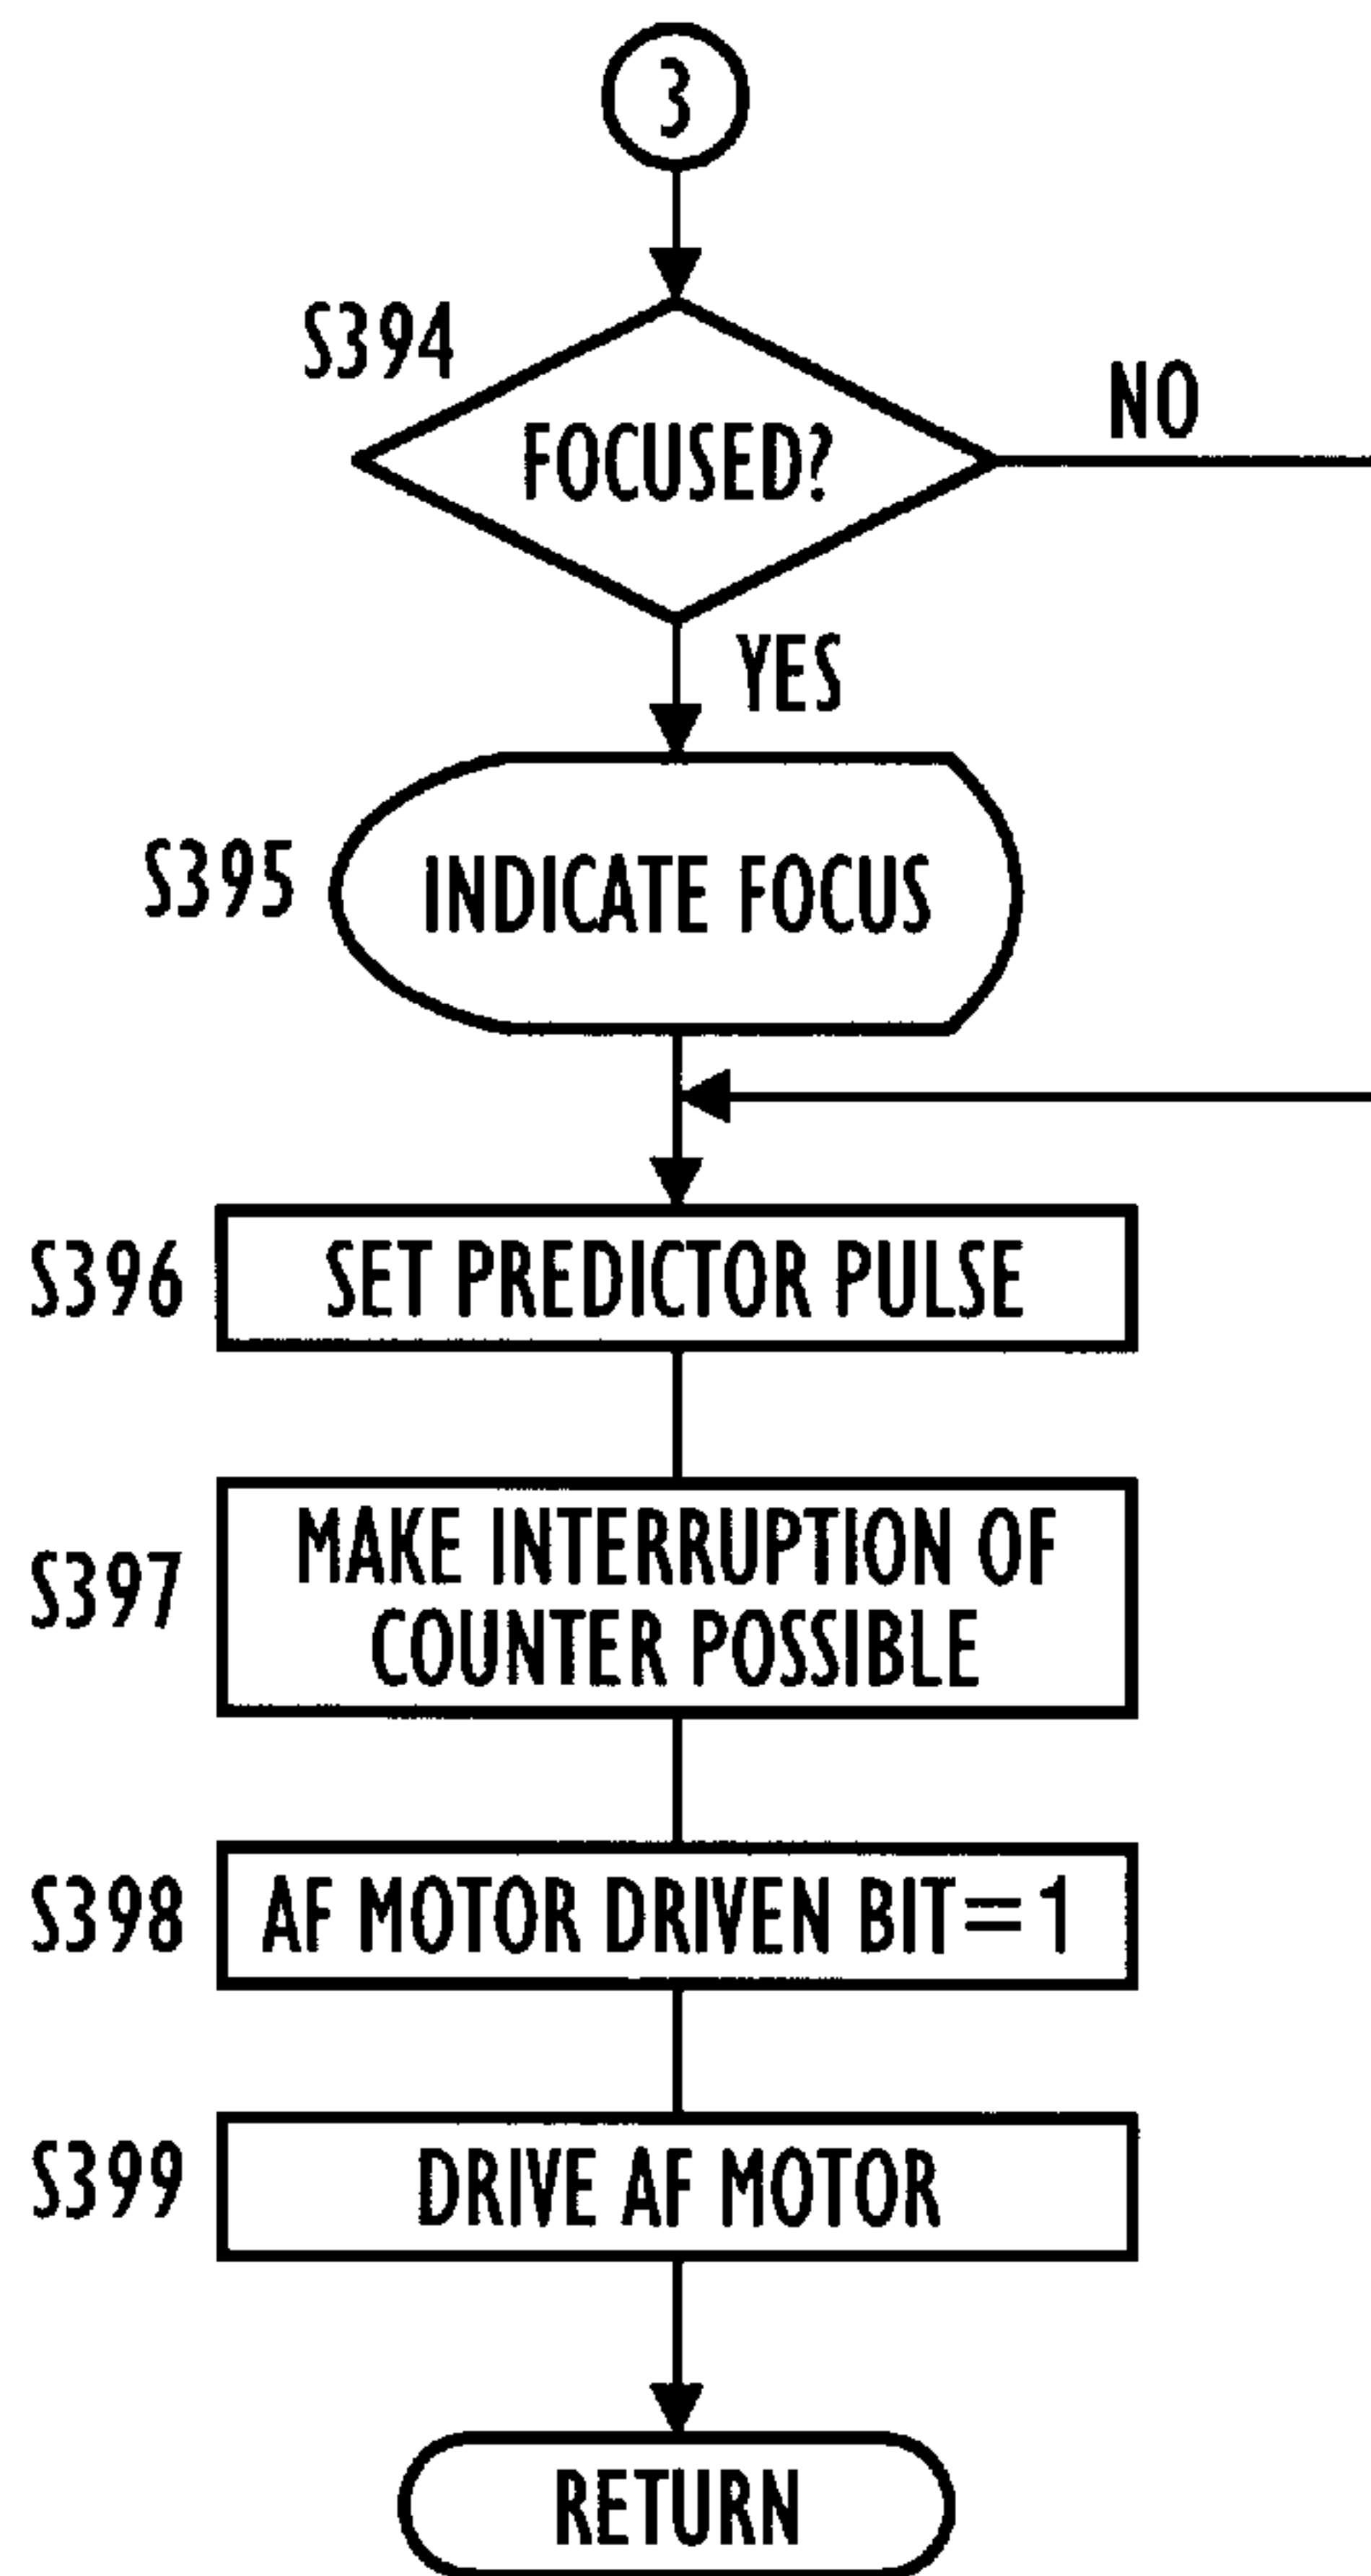 3
S394
FOCUSED?
NO
YES
S395
INDICATE FOCUS
S396
SET PREDICTOR PULSE
S397
MAKE INTERRUPTION OF
COUNTER POSSIBLE
S398
AF MOTOR DRIVEN BIT=1
S399
DRIVE AF MOTOR
RETURN